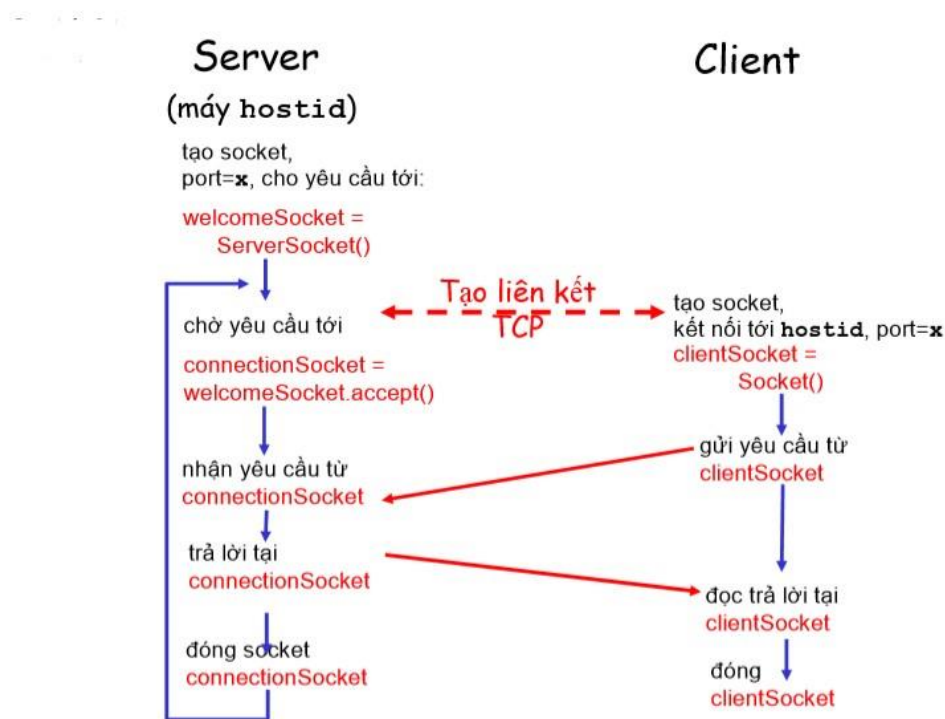 Server
(máy hostid)
tạo socket,
port=x, cho yêu cầu tới:
welcomeSocket =
ServerSocket()
chờ yêu cầu tới
connectionSocket =
welcomeSocket.accept()
nhận yêu cầu từ
connectionSocket
trả lời tại
connectionSocket
đóng socket
connectionSocket
Tạo liên kết
TCP
Client
tạo socket,
kết nối tới hostid, port=x
clientSocket =
Socket()
gửi yêu cầu từ
clientSocket
đọc trả lời tại
clientSocket
đóng
clientSocket